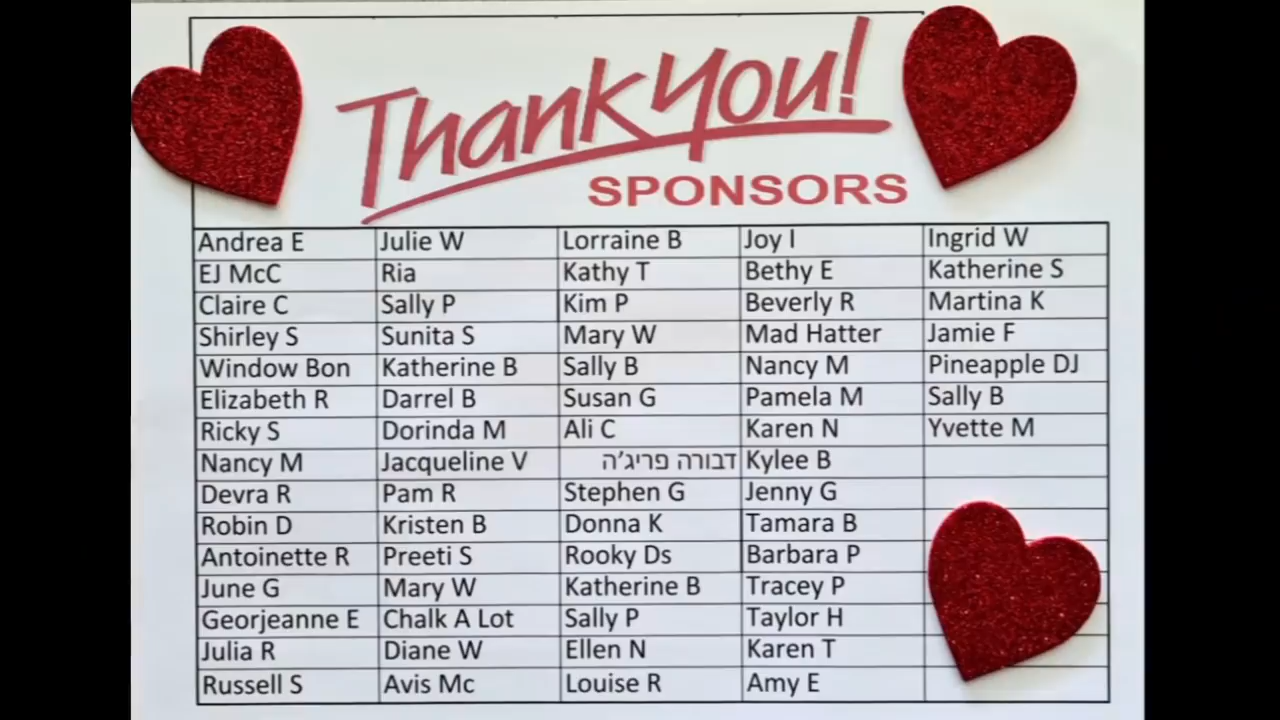 Thank You!
SPONSORS
Andrea E Julie W Lorraine B Joy I Ingrid W
EJ McC Ria Kathy T Bethy E Katherine S
Claire C Sally P Kim P Beverly R Martina K
Shirley S Sunita S Mary W Mad Hatter Jamie F
Window Bon Katherine B Sally B Nancy M Pineapple DJ
Elizabeth R Darrel B Susan G Pamela M Sally B
Ricky S Dorinda M Ali C Karen N Yvette M
Nancy M Jacqueline V דבורה פריג'ה Kylee B
Devra R Pam R Stephen G Jenny G
Robin D Kristen B Donna K Tamara B
Antoinette R Preeti S Rooky Ds Barbara P
June G Mary W Katherine B Tracey P
Georjeanne E Chalk A Lot Sally P Taylor H
Julia R Diane W Ellen N Karen T
Russell S Avis Mc Louise R Amy E